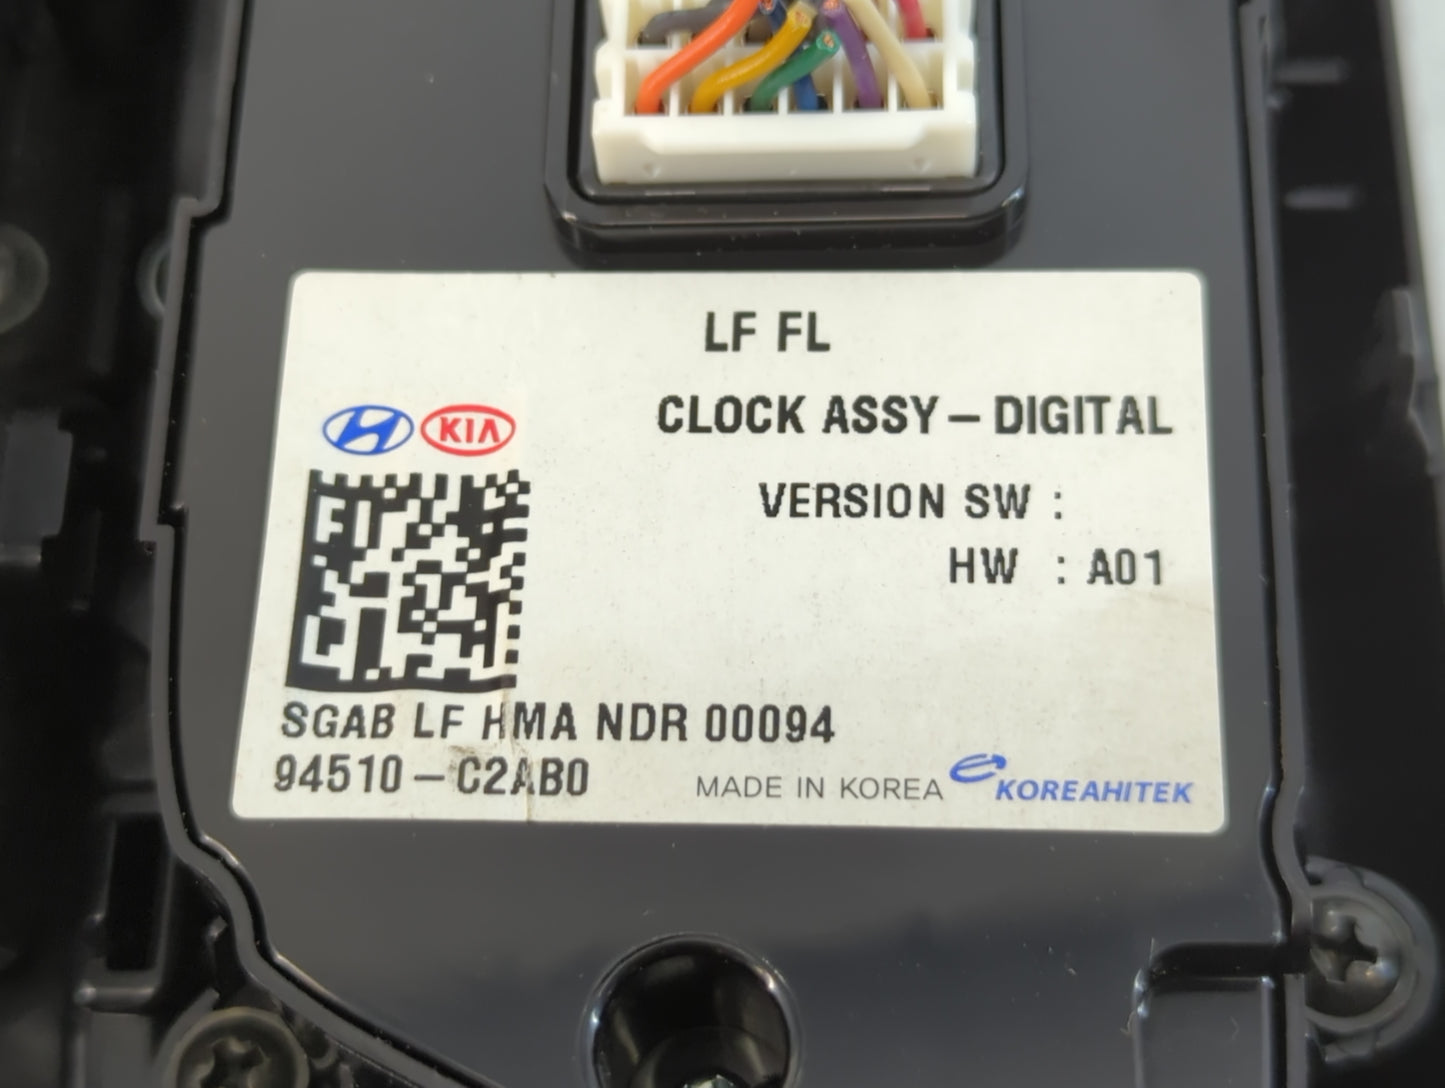 LF FL
KIA
CLOCK ASSY – DIGITAL
VERSION SW :
HW : A01
SGAB LF HMA NDR 00094
94510 – C2AB0
MADE IN KOREA KOREAHITEK